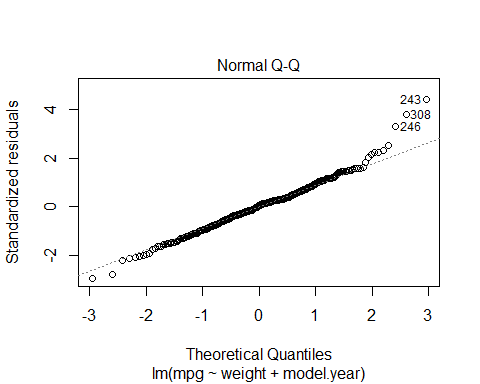 Normal Q-Q
Standardized residuals
4
2
0
-2
243
308
246
-3 -2 -1 0 1 2 3
Theoretical Quantiles
lm(mpg ~ weight + model.year)